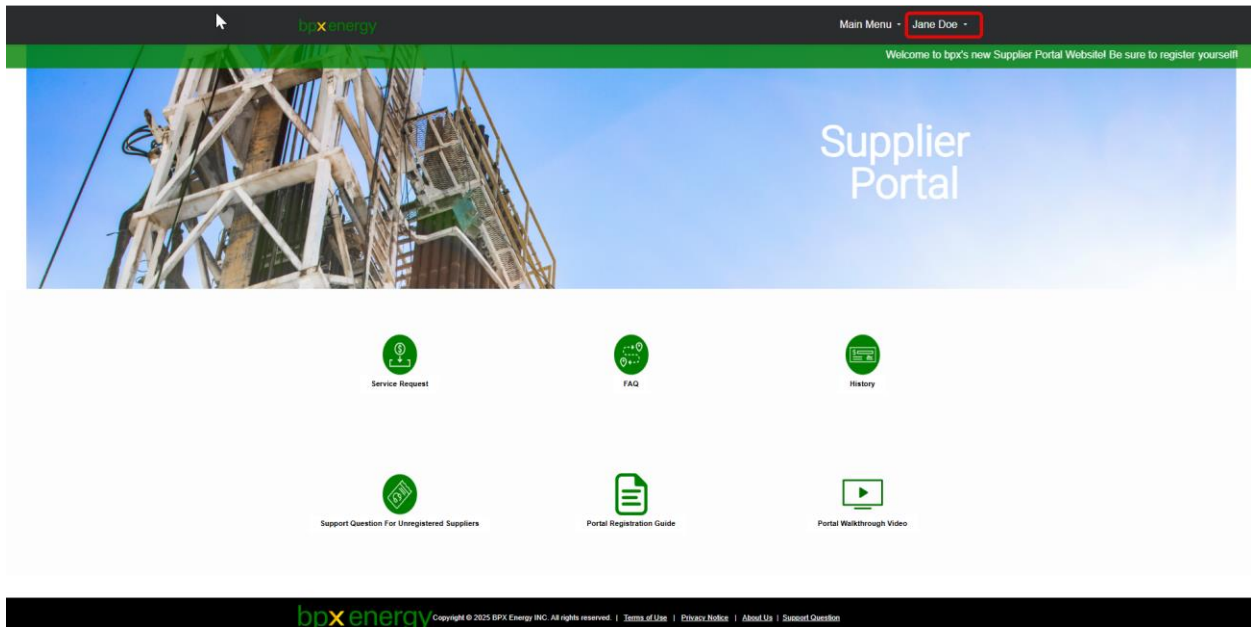 bpx energy
Main Menu
Jane Doe
Welcome to bpx's new Supplier Portal Website! Be sure to register yourself!
Supplier
Portal
Service Request
FAQ
History
Support Question For Unregistered Suppliers
Portal Registration Guide
Portal Walkthrough Video
bpx energy
Copyright © 2025 BPX Energy INC. All rights reserved. | Terms of Use | Privacy Notice | About Us | Support Question